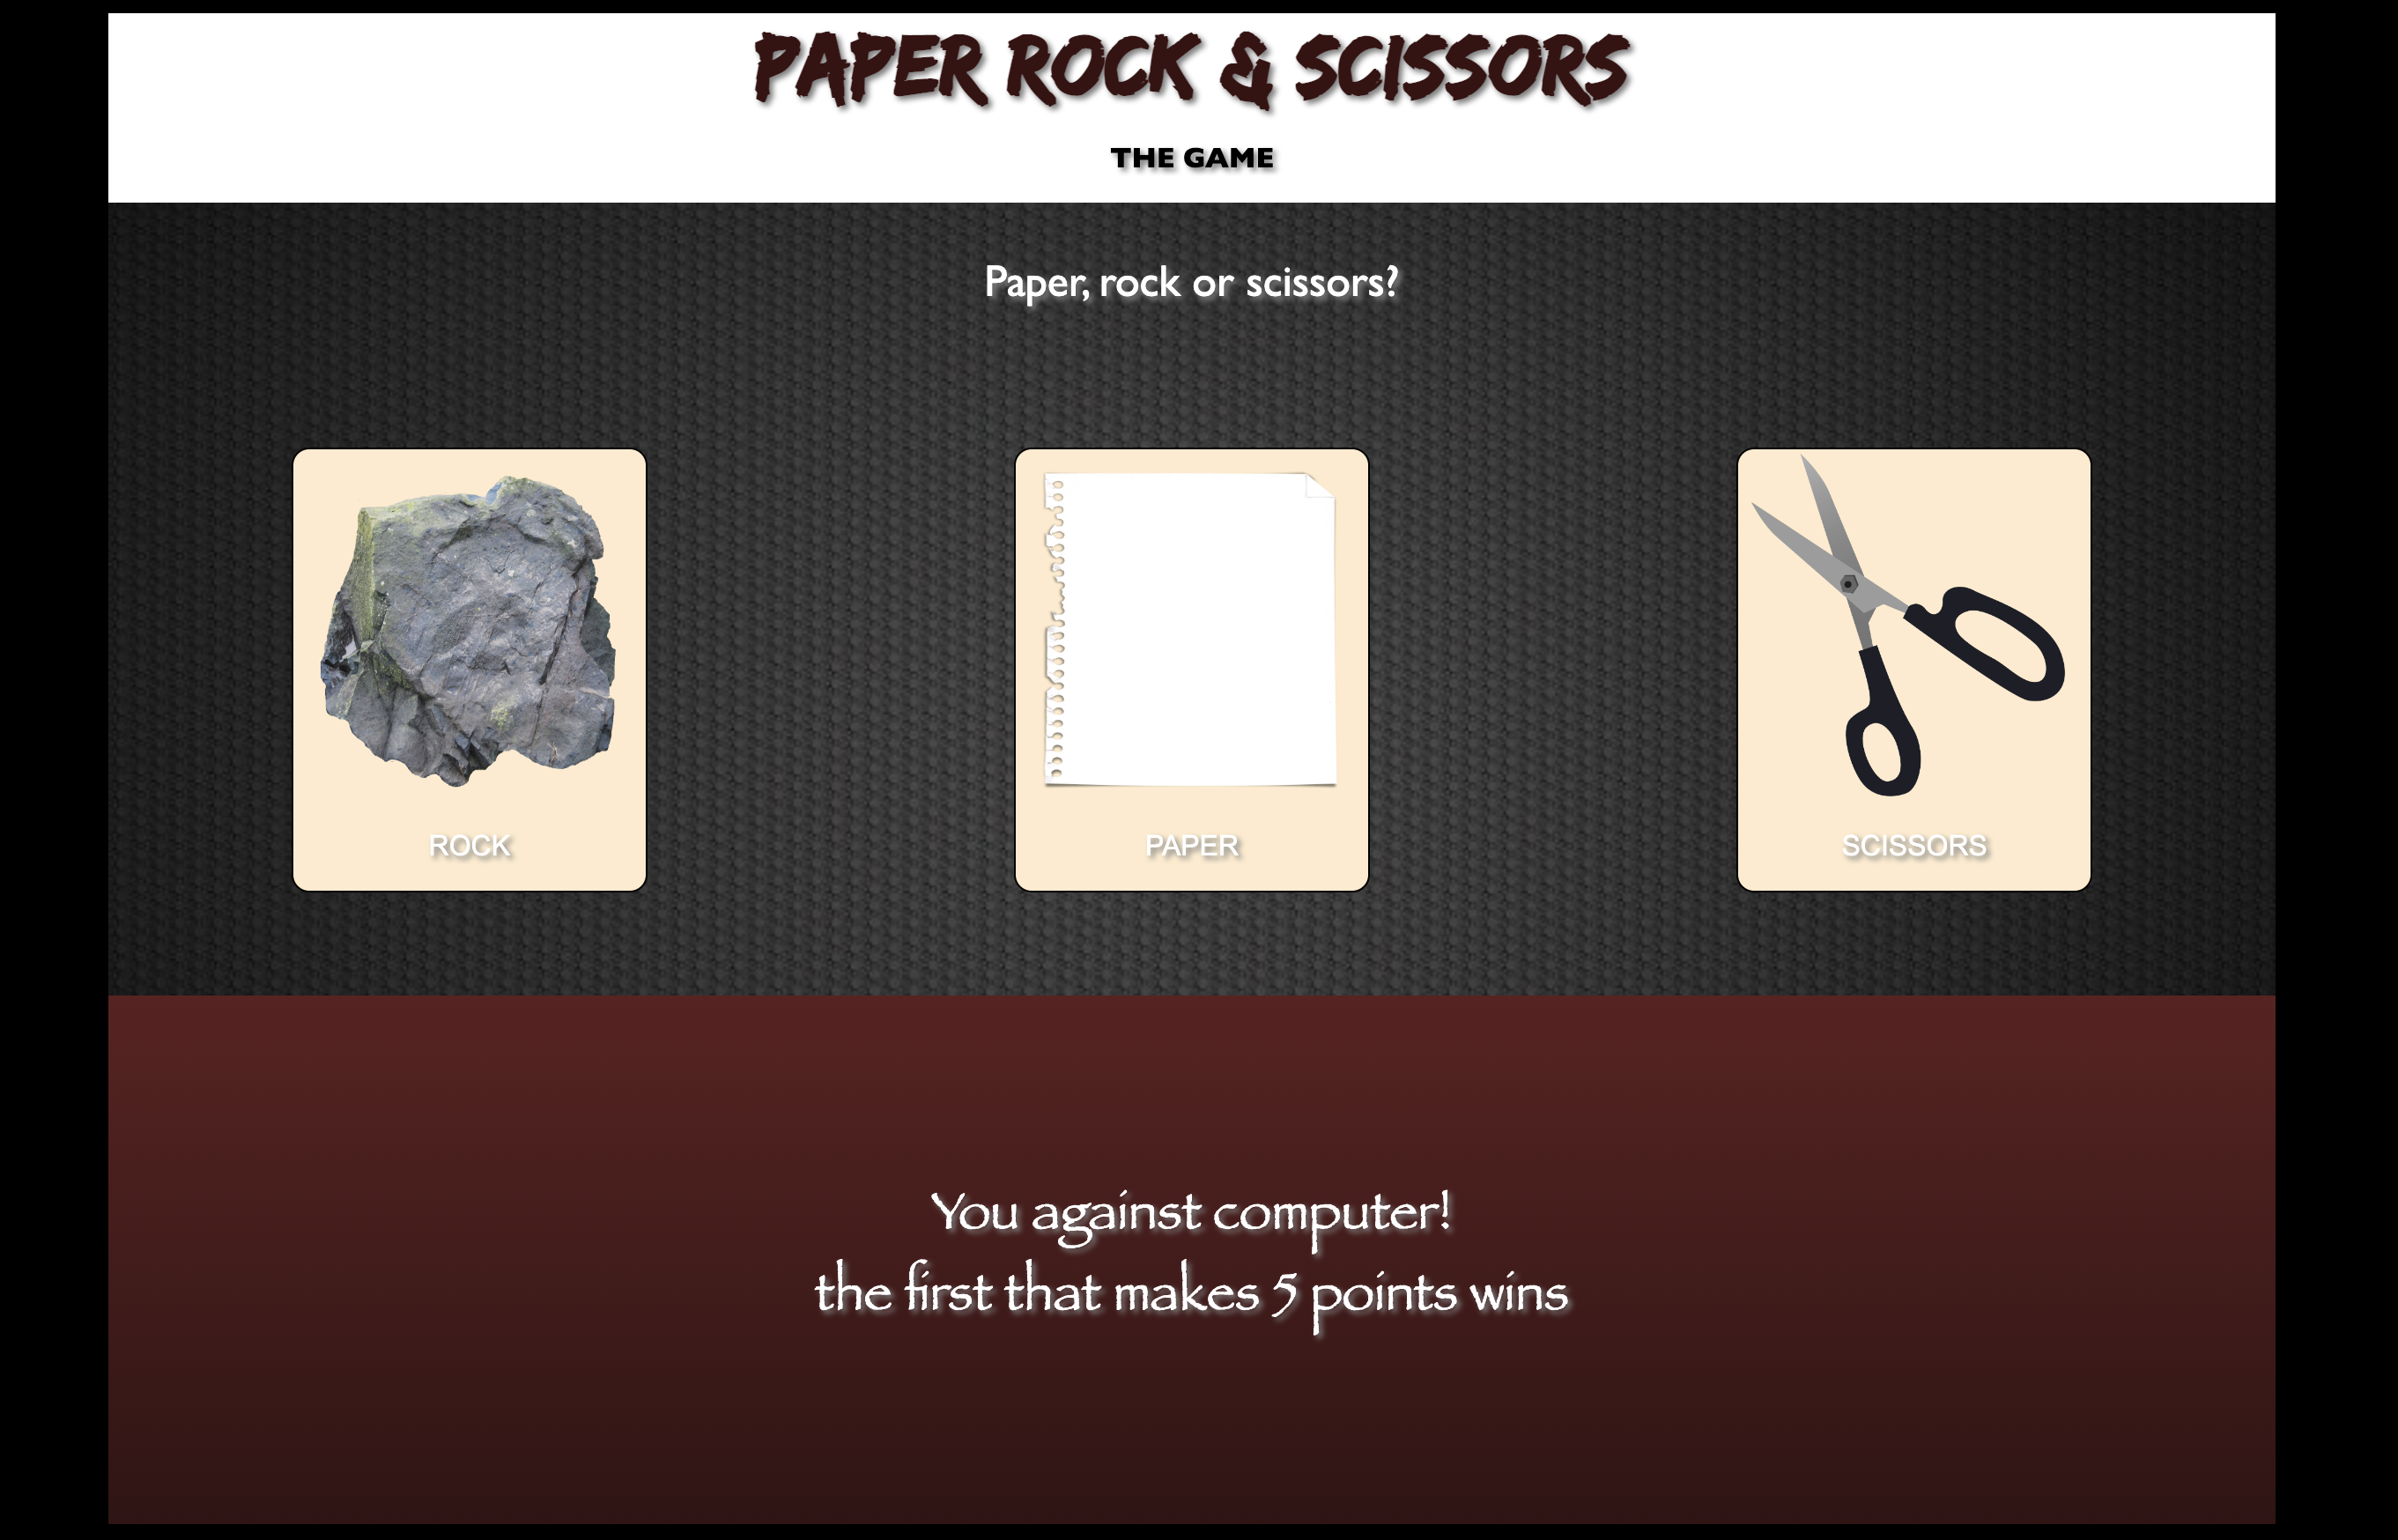 PAPER ROCK & SCISSORS
THE GAME
Paper, rock or scissors?
ROCK
PAPER
SCISSORS
You against computer!
the first that makes 5 points wins